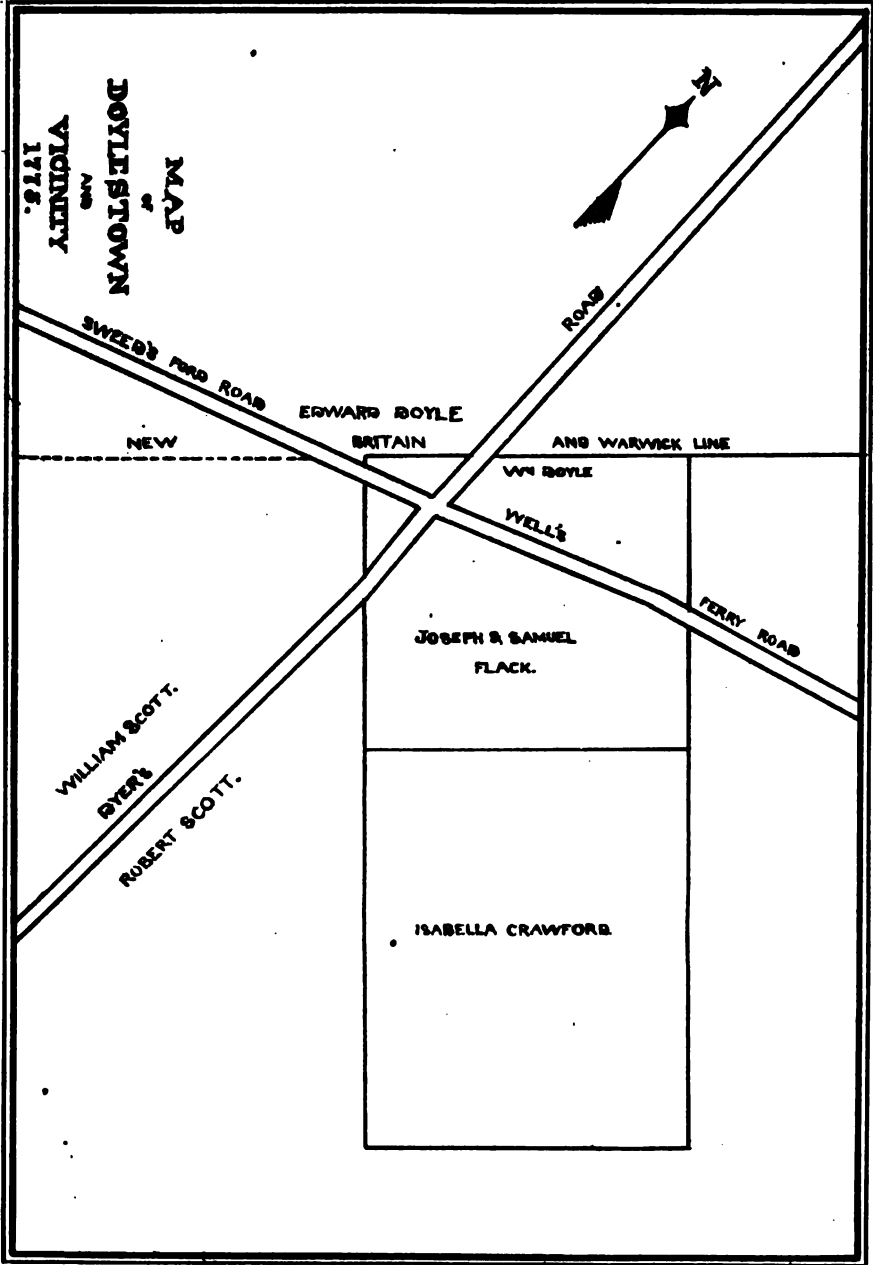 MAP
OF
DOYLESTOWN
AND
VICINITY
1778.
N
ROAD
SWEED'S FORD ROAD
EDWARD DOYLE
NEW BRITAIN AND WARWICK LINE
WM DOYLE
WELL'S
FERRY ROAD
JOSEPH & SAMUEL
FLACK.
WILLIAM SCOTT.
DYER'S
ROBERT SCOTT.
ISABELLA CRAWFORD